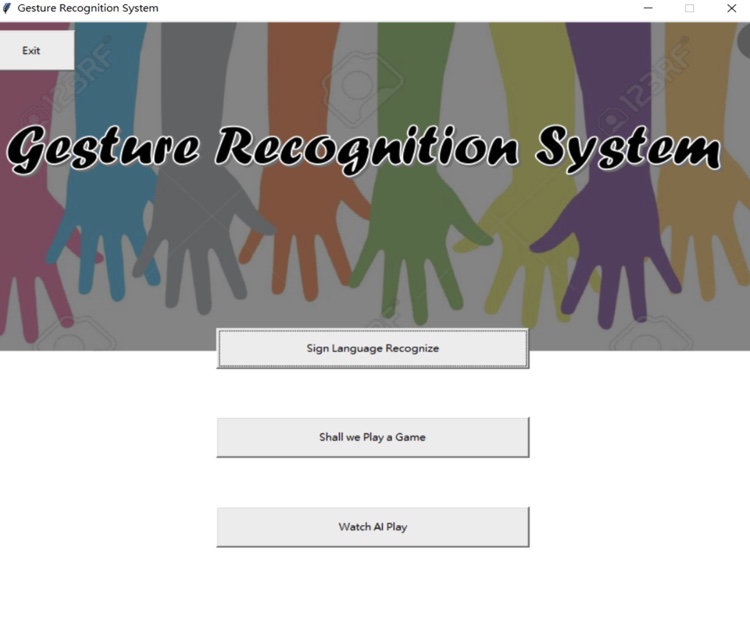 Gesture Recognition System
Exit
123RF
123RF
Gesture Recognition System
Sign Language Recognize
Shall we Play a Game
Watch AI Play